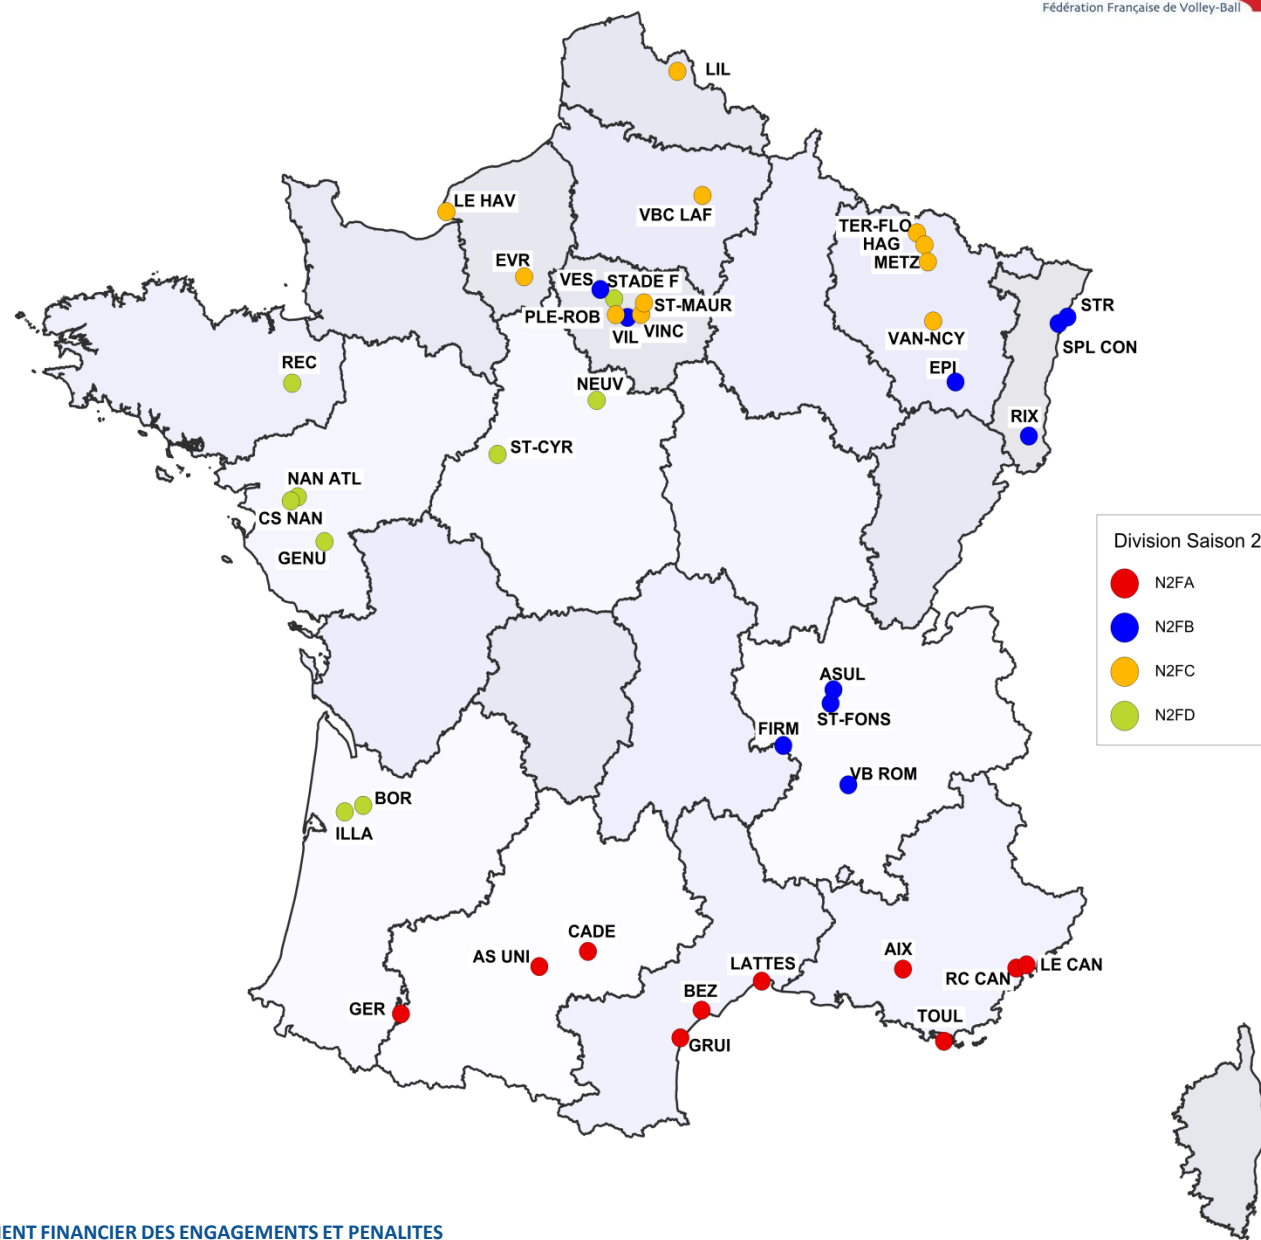 Fédération Française de Volley-Ball
LIL
LE HAV
VBC LAF
TER-FLO
HAG
METZ
EVR
VES
STADE F
ST-MAUR
PLE-ROB
VIL
VINC
VAN-NCY
STR
SPL CON
EPI
REC
NEUV
RIX
ST-CYR
NAN ATL
CS NAN
GENU
Division Saison 2
N2FA
N2FB
N2FC
N2FD
ASUL
ST-FONS
FIRM
VB ROM
BOR
ILLA
CADE
AS UNI
AIX
LATTES
LE CAN
RC CAN
BEZ
GER
TOUL
GRUI
MENT FINANCIER DES ENGAGEMENTS ET PENALITES